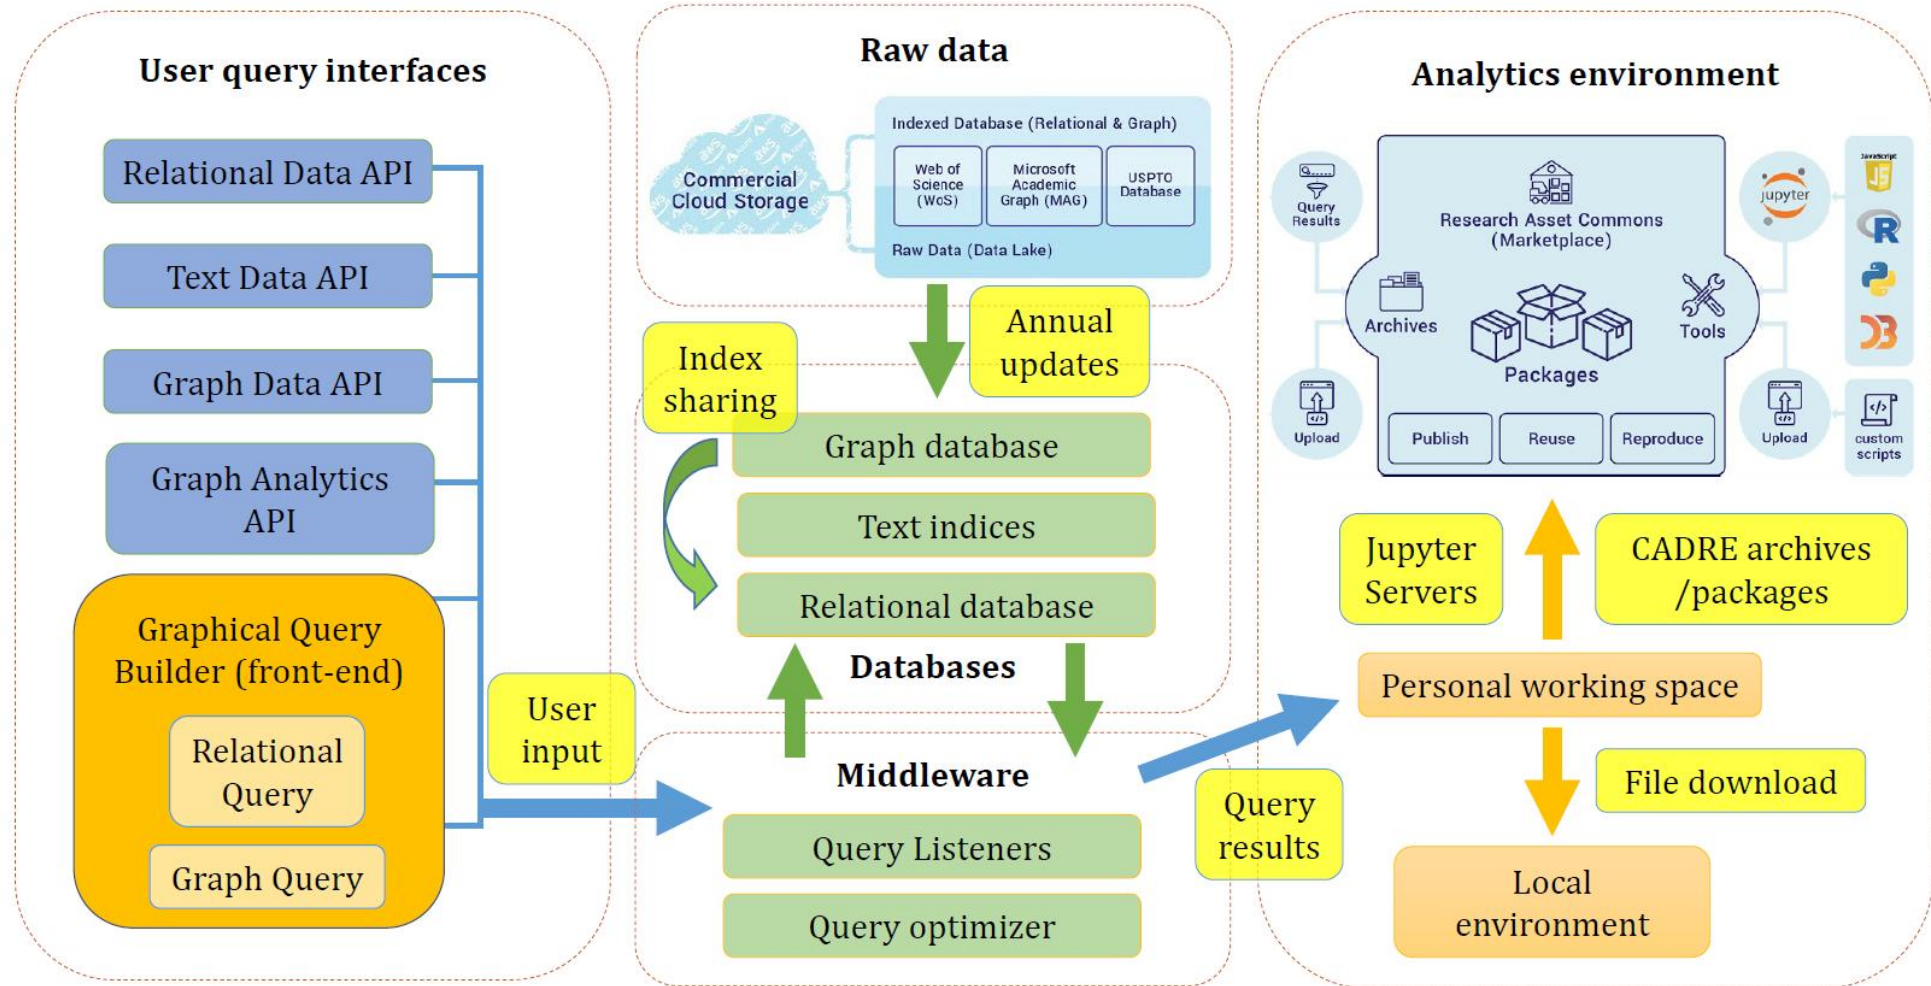 User query interfaces
Relational Data API
Text Data API
Graph Data API
Graph Analytics
API
Graphical Query
Builder (front-end)
Relational
Query
Graph Query
User
input
Raw data
Commercial
Cloud Storage
aws
Azure
Indexed Database (Relational & Graph)
Web of
Science
(WoS)
Microsoft
Academic
Graph (MAG)
USPTO
Database
Raw Data (Data Lake)
Annual
updates
Index
sharing
Graph database
Text indices
Relational database
Databases
Middleware
Query Listeners
Query optimizer
Query
results
Analytics environment
Query
Results
Archives
Upload
Research Asset Commons
(Marketplace)
Packages
Publish
Reuse
Reproduce
Tools
jupyter
Upload
JavaScript
JS
R
D3
custom
scripts
Jupyter
Servers
CADRE archives
/packages
Personal working space
File download
Local
environment